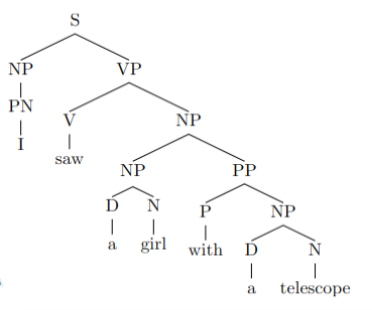 S
NP VP
PN V NP
I saw NP PP
D N P NP
a girl with D N
a telescope